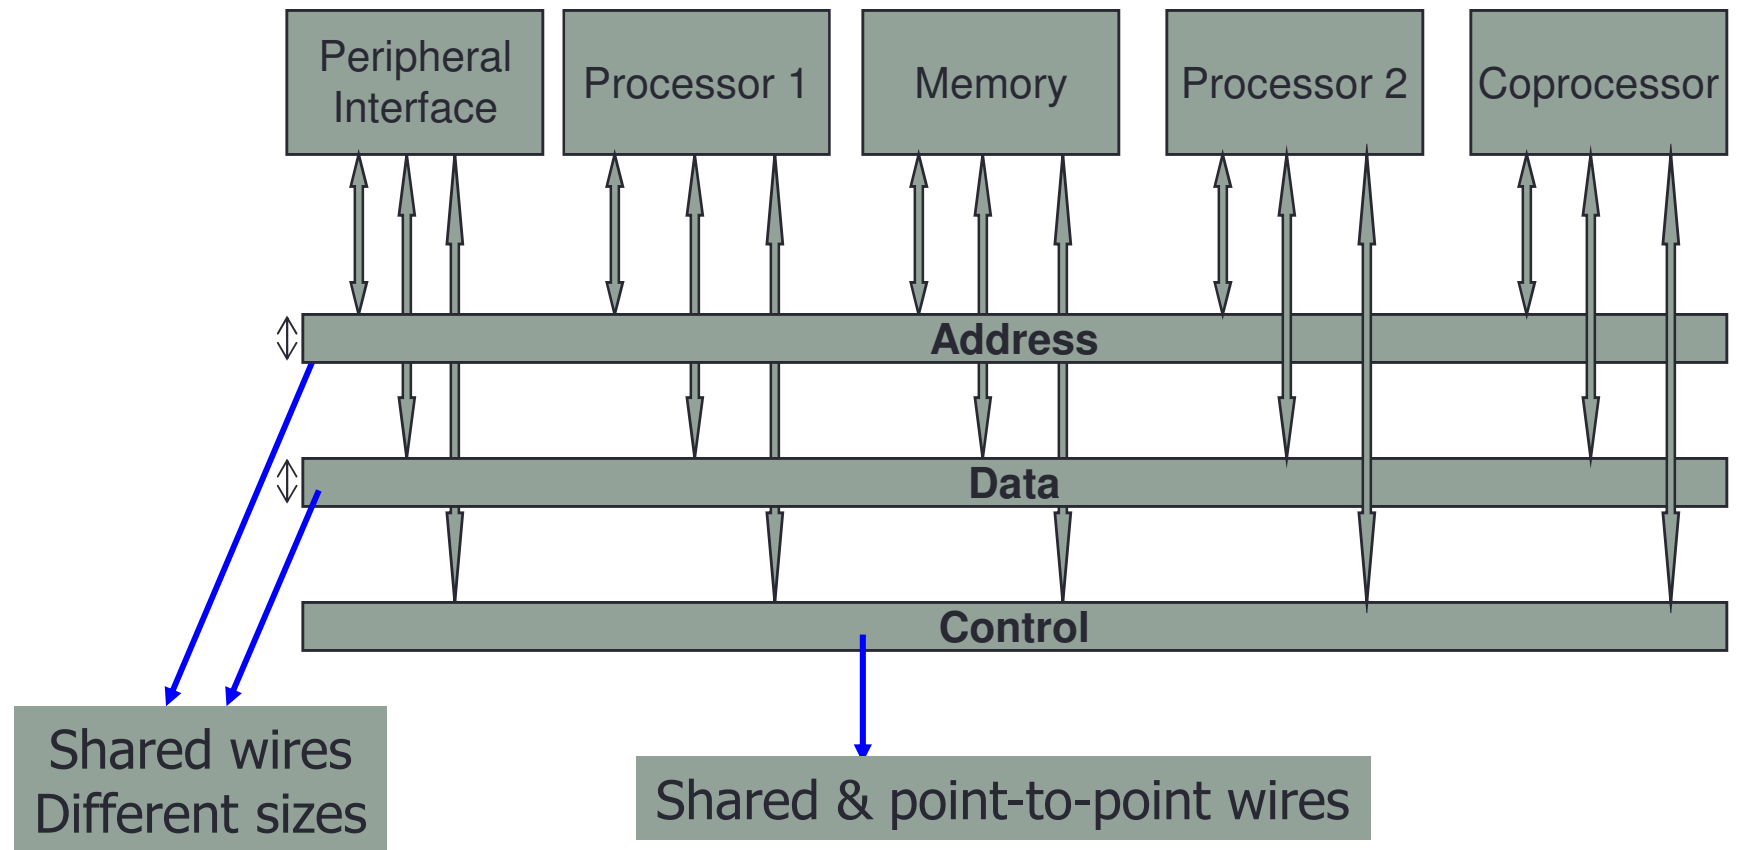 Peripheral
Interface
Processor 1
Memory
Processor 2
Coprocessor
Address
Data
Control
Shared wires
Different sizes
Shared & point-to-point wires